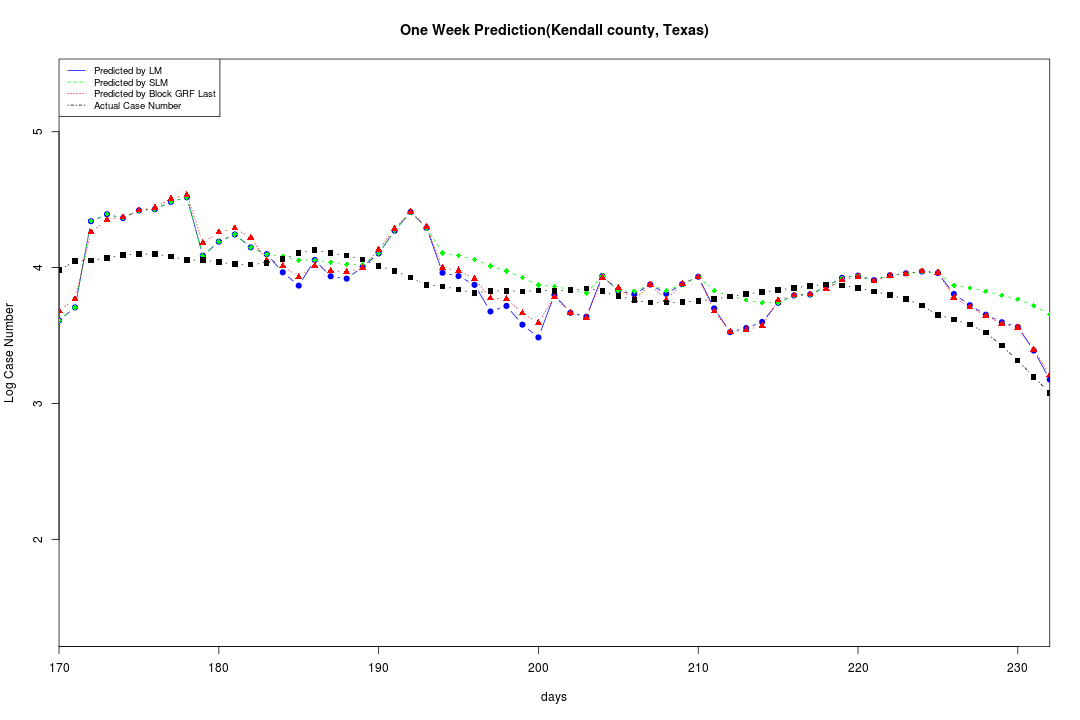 One Week Prediction(Kendall county, Texas)
Predicted by LM
Predicted by SLM
Predicted by Block GRF Last
Actual Case Number
5
4
3
2
Log Case Number
170 180 190 200 210 220 230
days